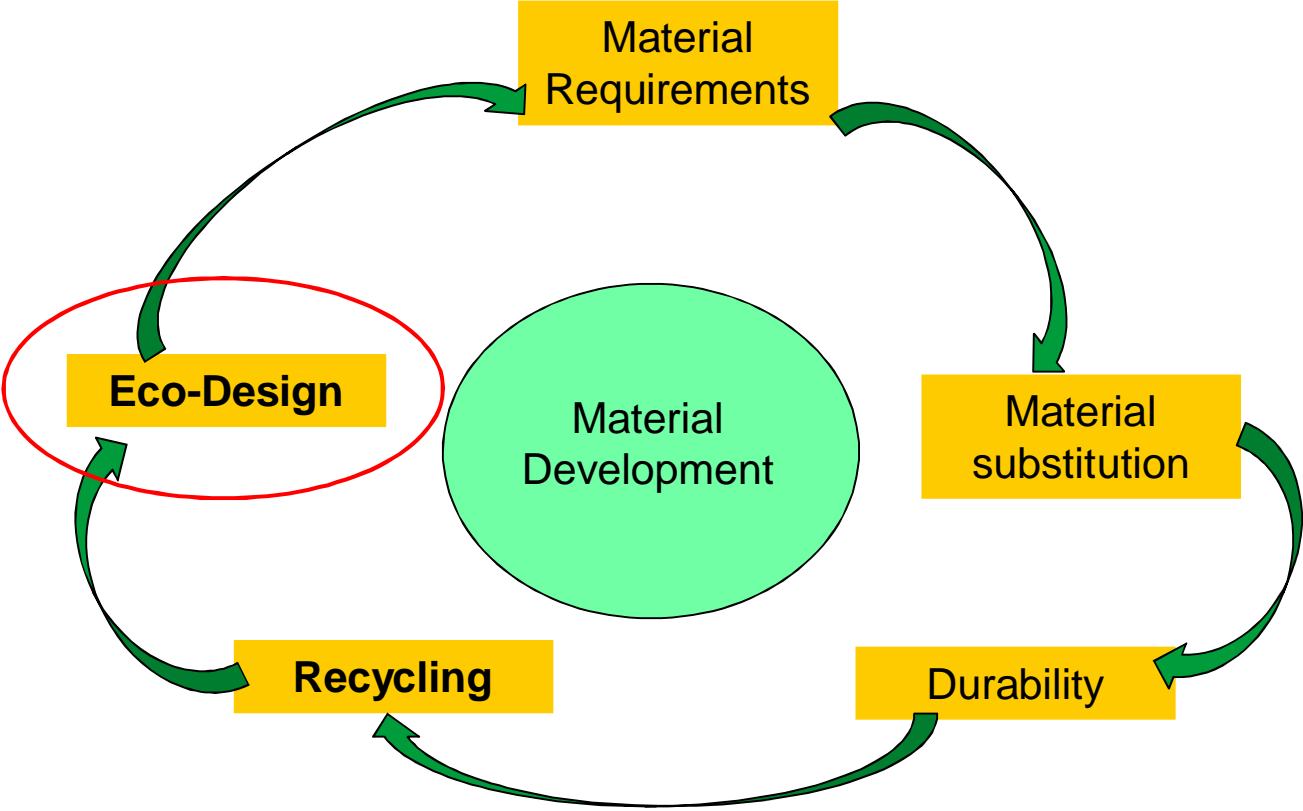 Material
Requirements
Eco-Design
Material
Development
Material
substitution
Recycling
Durability